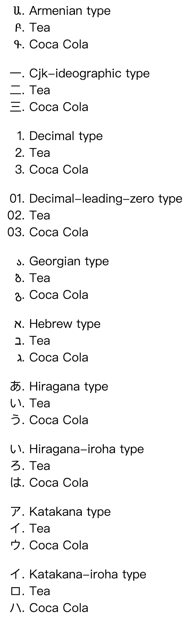 Ա. Armenian type
Բ. Tea
Գ. Coca Cola
一. Cjk-ideographic type
二. Tea
三. Coca Cola
1. Decimal type
2. Tea
3. Coca Cola
01. Decimal-leading-zero type
02. Tea
03. Coca Cola
ა. Georgian type
ბ. Tea
გ. Coca Cola
א. Hebrew type
ב. Tea
ג. Coca Cola
あ. Hiragana type
い. Tea
う. Coca Cola
い. Hiragana-iroha type
ろ. Tea
は. Coca Cola
ア. Katakana type
イ. Tea
ウ. Coca Cola
イ. Katakana-iroha type
ロ. Tea
ハ. Coca Cola